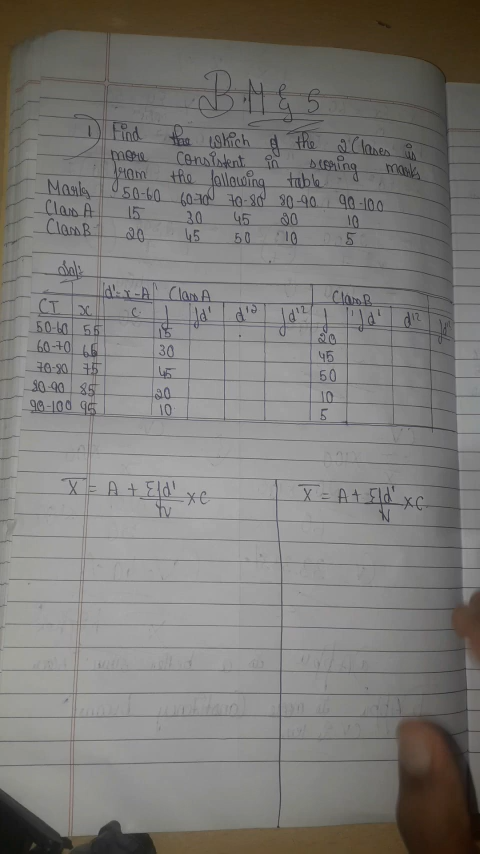 B.M & S
1) Find the which of the 2 Classes is
more consistent in scoring marks
from the following table.
Marks 50-60 60-70 70-80 80-90 90-100
Class A 15 30 45 20 10
Class B 20 45 50 10 5
Sol:
d'= x-A Class A Class B
CI x c f fd' d'² fd'² f fd' d'² fd'
50-60 55 15 20
60-70 65 30 45
70-80 75 45 50
80-90 85 20 10
90-100 95 10 5
X̄ = A + Σfd'/N × C X̄ = A + Σfd'/N × C